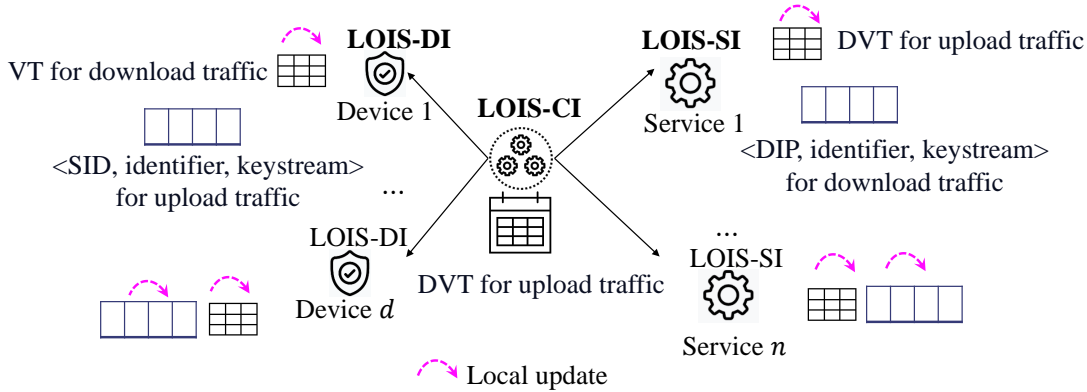 LOIS-DI
VT for download traffic
Device 1
<SID, identifier, keystream>
for upload traffic
...
LOIS-CI
DVT for upload traffic
LOIS-SI
DVT for upload traffic
Service 1
<DIP, identifier, keystream>
for download traffic
...
LOIS-DI
Device d
LOIS-SI
Service n
Local update